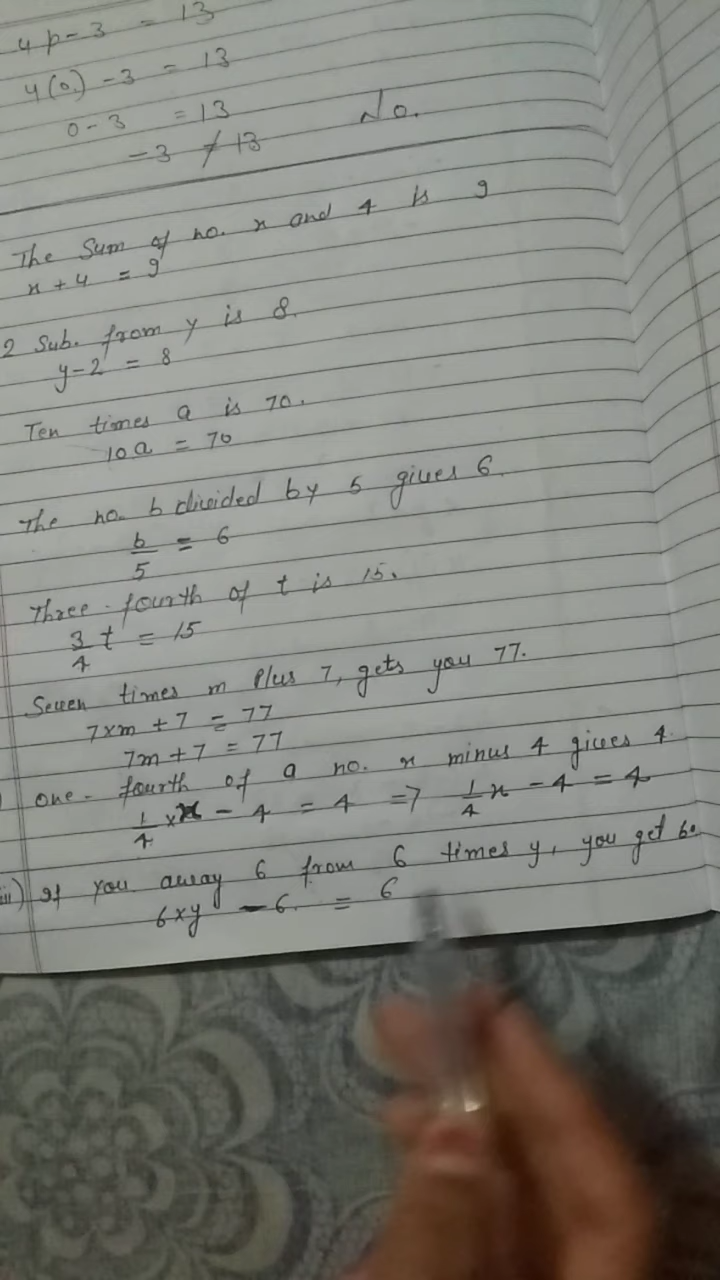 4p - 3 = 13
4(0) - 3 = 13
0 - 3 = 13
-3 ≠ 13 No.
The Sum of no. x and 4 is 9
x + 4 = 9
2 Sub. from y is 8.
y - 2 = 8
Ten times a is 70.
10a = 70
The no. b divided by 5 gives 6.
b/5 = 6
Three-fourth of t is 15.
3/4 t = 15
Seven times m Plus 7, gets you 77.
7×m + 7 = 77
7m + 7 = 77
one-fourth of a no. x minus 4 gives 4.
1/4 × x - 4 = 4 ⇒ 1/4 x - 4 = 4
iii) If you away 6 from 6 times y, you get 60
6×y - 6 = 6